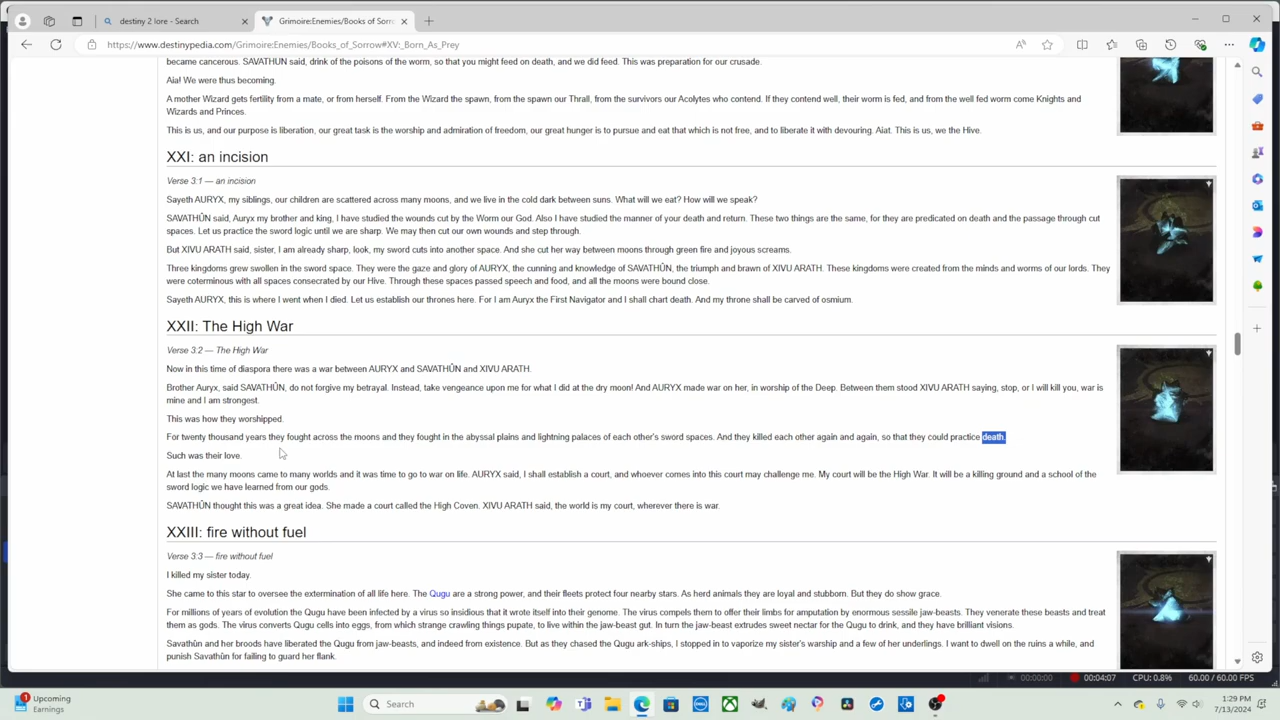 destiny 2 lore - Search
Grimoire:Enemies/Books of Sorr
https://www.destinypedia.com/Grimoire:Enemies/Books_of_Sorrow#XV:_Born_As_Prey
became cancerous. SAVATHUN said, drink of the poisons of the worm, so that you might feed on death, and we did feed. This was preparation for our crusade.
Aia! We were thus becoming.
A mother Wizard gets fertility from a mate, or from herself. From the Wizard the spawn, from the spawn our Thrall, from the survivors our Acolytes who contend. If they contend well, their worm is fed, and from the well fed worm come Knights and
Wizards and Princes.
This is us, and our purpose is liberation, our great task is the worship and admiration of freedom, our great hunger is to pursue and eat that which is not free, and to liberate it with devouring. Aiat. This is us, we the Hive.
XXI: an incision
Verse 3:1 — an incision
Sayeth AURYX, my siblings, our children are scattered across many moons, and we live in the cold dark between suns. What will we eat? How will we speak?
SAVATHÛN said, Auryx my brother and king, I have studied the wounds cut by the Worm our God. Also I have studied the manner of your death and return. These two things are the same, for they are predicated on death and the passage through cut
spaces. Let us practice the sword logic until we are sharp. We may then cut our own wounds and step through.
But XIVU ARATH said, sister, I am already sharp, look, my sword cuts into another space. And she cut her way between moons through green fire and joyous screams.
Three kingdoms grew swollen in the sword space. They were the gaze and glory of AURYX, the cunning and knowledge of SAVATHÛN, the triumph and brawn of XIVU ARATH. These kingdoms were created from the minds and worms of our lords. They
were coterminous with all spaces consecrated by our Hive. Through these spaces passed speech and food, and all the moons were bound close.
Sayeth AURYX, this is where I went when I died. Let us establish our thrones here. For I am Auryx the First Navigator and I shall chart death. And my throne shall be carved of osmium.
XXII: The High War
Verse 3:2 — The High War
Now in this time of diaspora there was a war between AURYX and SAVATHÛN and XIVU ARATH.
Brother Auryx, said SAVATHÛN, do not forgive my betrayal. Instead, take vengeance upon me for what I did at the dry moon! And AURYX made war on her, in worship of the Deep. Between them stood XIVU ARATH saying, stop, or I will kill you, war is
mine and I am strongest.
This was how they worshipped.
For twenty thousand years they fought across the moons and they fought in the abyssal plains and lightning palaces of each other's sword spaces. And they killed each other again and again, so that they could practice death.
Such was their love.
At last the many moons came to many worlds and it was time to go to war on life. AURYX said, I shall establish a court, and whoever comes into this court may challenge me. My court will be the High War. It will be a killing ground and a school of the
sword logic we have learned from our gods.
SAVATHÛN thought this was a great idea. She made a court called the High Coven. XIVU ARATH said, the world is my court, wherever there is war.
XXIII: fire without fuel
Verse 3:3 — fire without fuel
I killed my sister today.
She came to this star to oversee the extermination of all life here. The Qugu are a strong power, and their fleets protect four nearby stars. As herd animals they are loyal and stubborn. But they do show grace.
For millions of years of evolution the Qugu have been infected by a virus so insidious that it wrote itself into their genome. The virus compels them to offer their limbs for amputation by enormous sessile jaw-beasts. They venerate these beasts and treat
them as gods. The virus converts Qugu cells into eggs, from which strange crawling things pupate, to live within the jaw-beast gut. In turn the jaw-beast extrudes sweet nectar for the Qugu to drink, and they have brilliant visions.
Savathûn and her broods have liberated the Qugu from jaw-beasts, and indeed from existence. But as they chased the Qugu ark-ships, I stopped in to vaporize my sister's warship and a few of her underlings. I want to dwell on the ruins a while, and
punish Savathûn for failing to guard her flank.
00:00:00
00:04:07
CPU: 0.8%
60.00 / 60.00 FPS
1
Upcoming
Earnings
Search
1:29 PM
7/13/2024